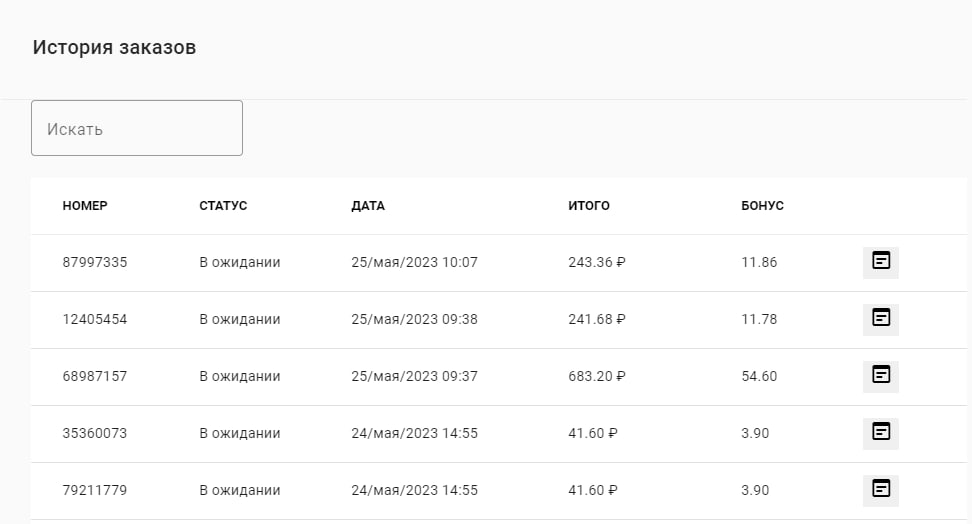 История заказов
Искать
НОМЕР СТАТУС ДАТА ИТОГО БОНУС
87997335 В ожидании 25/мая/2023 10:07 243.36 ₽ 11.86
12405454 В ожидании 25/мая/2023 09:38 241.68 ₽ 11.78
68987157 В ожидании 25/мая/2023 09:37 683.20 ₽ 54.60
35360073 В ожидании 24/мая/2023 14:55 41.60 ₽ 3.90
79211779 В ожидании 24/мая/2023 14:55 41.60 ₽ 3.90